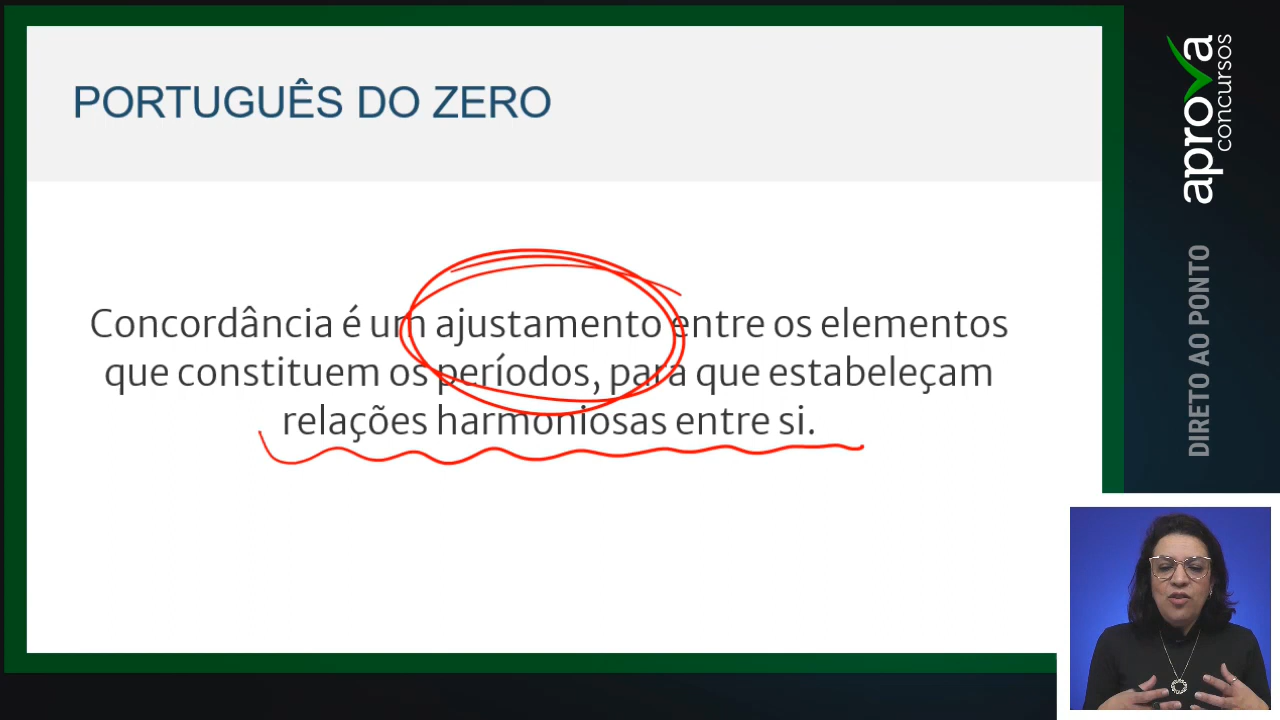 PORTUGUÊS DO ZERO
Concordância é um ajustamento entre os elementos
que constituem os períodos, para que estabeleçam
relações harmoniosas entre si.
aprova
concursos
DIRETO AO PONTO